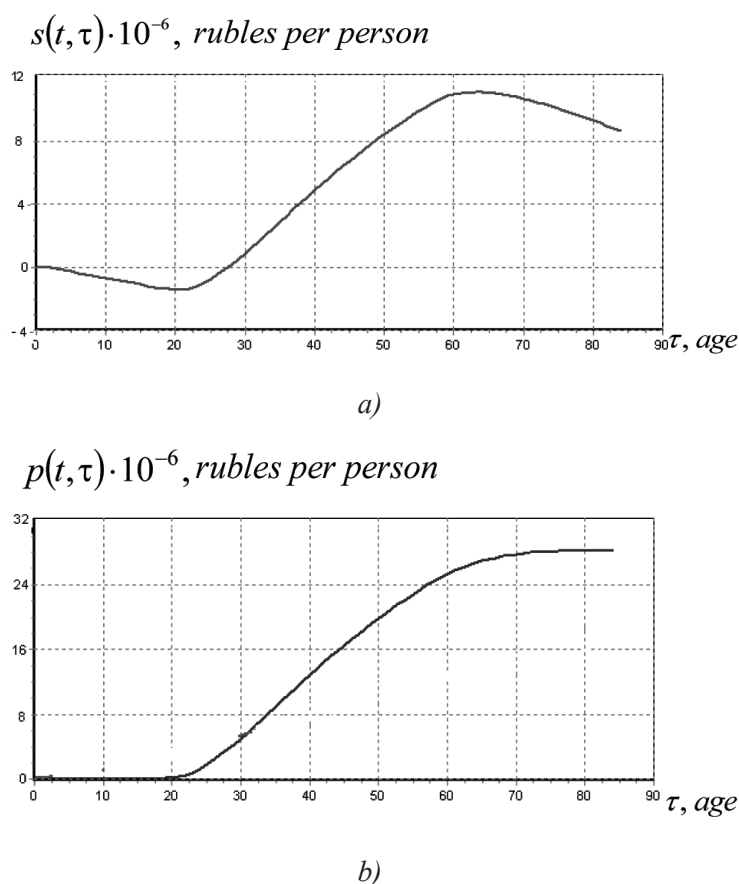 s(t,τ)·10⁻⁶, rubles per person
12
8
4
0
-4
0 10 20 30 40 50 60 70 80 90 τ, age
a)
p(t,τ)·10⁻⁶, rubles per person
32
24
16
8
0
0 10 20 30 40 50 60 70 80 90 τ, age
b)